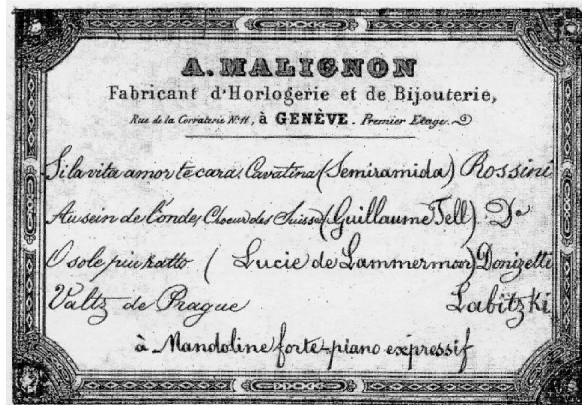 A. MALIGNON
Fabricant d'Horlogerie et de Bijouterie,
Rue de la Corraterie No 11, à GENÈVE. Premier Etage.
Si la vita amor te cara. Cavatina (Semiramida) Rossini
Au sein de l'onde, Choeur des Suisses (Guillaume Tell) Do
O sole piu ratto (Lucie de Lammermoor) Donizetti
Valtz de Prague Labitzki
à Mandoline forte-piano expressif